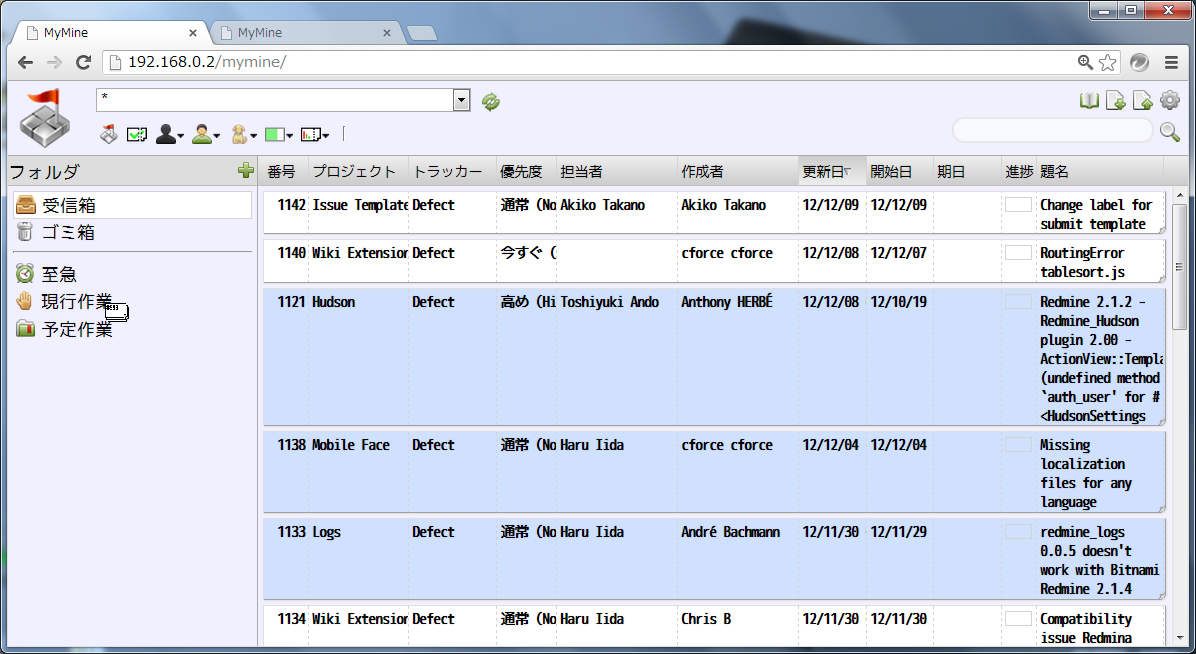 MyMine
MyMine
192.168.0.2/mymine/
*
フォルダ
受信箱
ゴミ箱
至急
現行作業
予定作業
番号 プロジェクト トラッカー 優先度 担当者 作成者 更新日 開始日 期日 進捗 題名
1142 Issue Template Defect 通常 (No Akiko Takano Akiko Takano 12/12/09 12/12/09 Change label for
submit template
1140 Wiki Extension Defect 今すぐ ( cforce cforce 12/12/08 12/12/07 RoutingError
tablesort.js
1121 Hudson Defect 高め (Hi Toshiyuki Ando Anthony HERBÉ 12/12/08 12/10/19 Redmine 2.1.2 -
Redmine_Hudson
plugin 2.00 -
ActionView::Templa
(undefined method
`auth_user' for #
<HudsonSettings
1138 Mobile Face Defect 通常 (No Haru Iida cforce cforce 12/12/04 12/12/04 Missing
localization
files for any
language
1133 Logs Defect 通常 (No Haru Iida André Bachmann 12/11/30 12/11/29 redmine_logs
0.0.5 doesn't
work with Bitnami
Redmine 2.1.4
1134 Wiki Extension Defect 通常 (No Haru Iida Chris B 12/11/30 12/11/30 Compatibility
issue Redmina